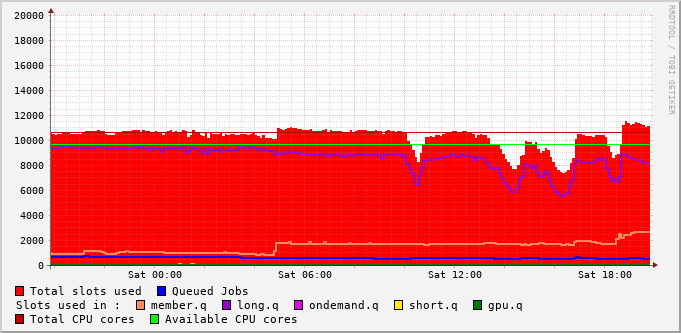 RRDTOOL / TOBI OETIKER
20000
18000
16000
14000
12000
10000
8000
6000
4000
2000
0
Sat 00:00 Sat 06:00 Sat 12:00 Sat 18:00
Total slots used Queued Jobs
Slots used in : member.q long.q ondemand.q short.q gpu.q
Total CPU cores Available CPU cores